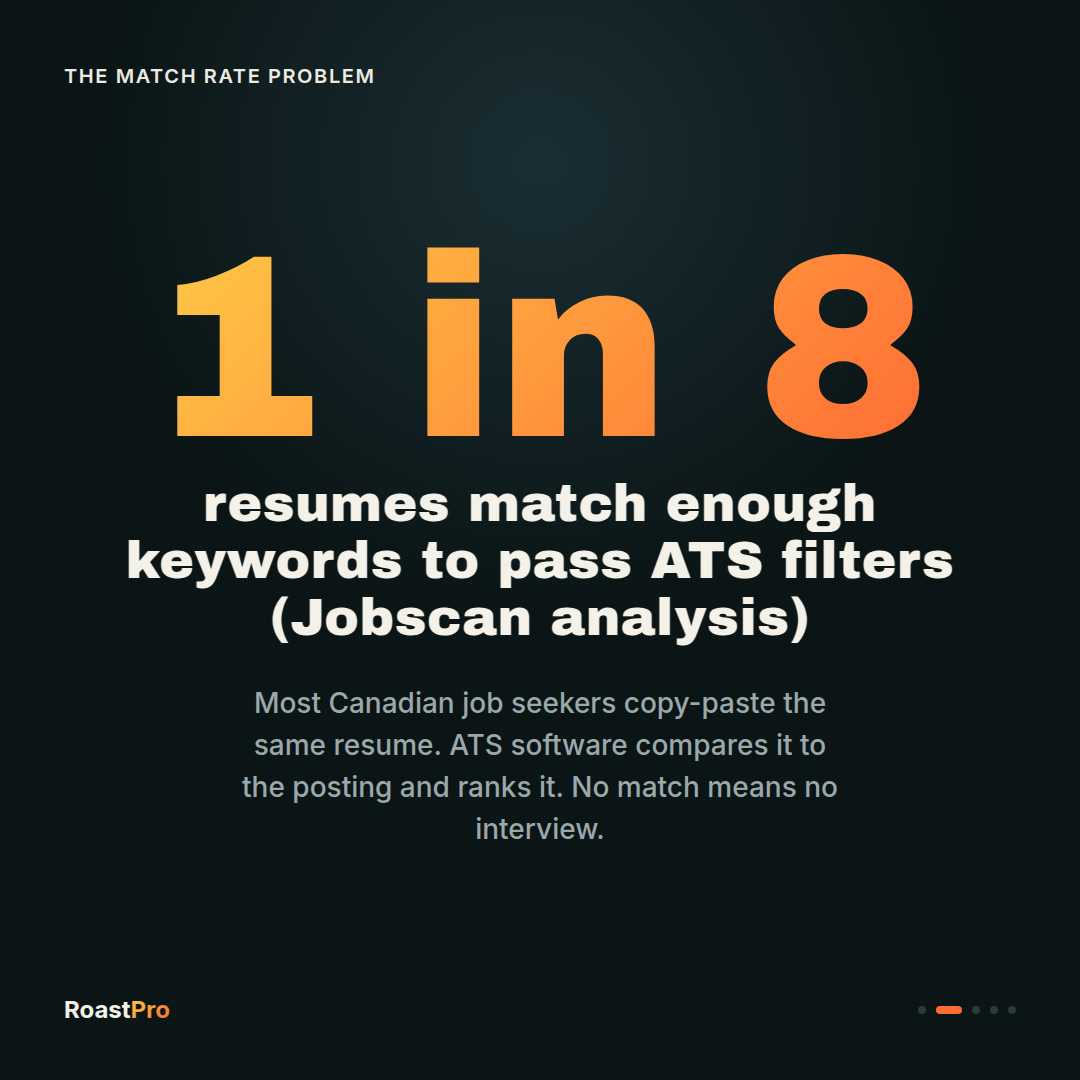 THE MATCH RATE PROBLEM
1 in 8
resumes match enough
keywords to pass ATS filters
(Jobscan analysis)
Most Canadian job seekers copy-paste the
same resume. ATS software compares it to
the posting and ranks it. No match means no
interview.
RoastPro